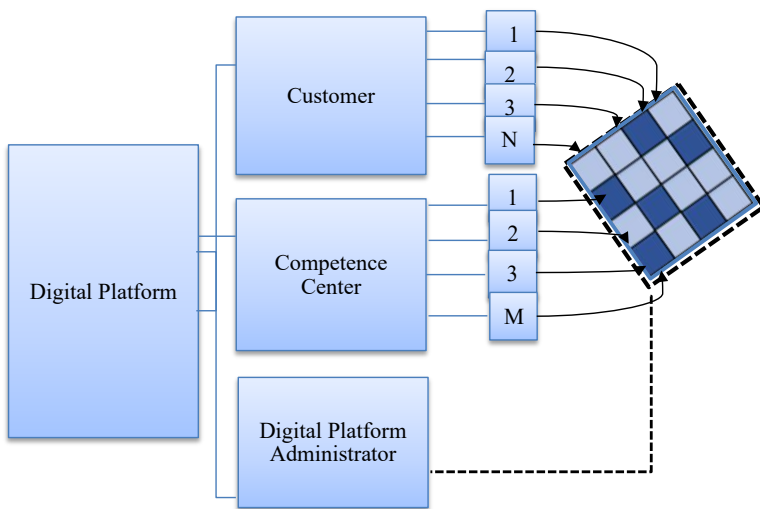 Customer
1
2
3
N
Digital Platform
Competence
Center
1
2
3
M
Digital Platform
Administrator